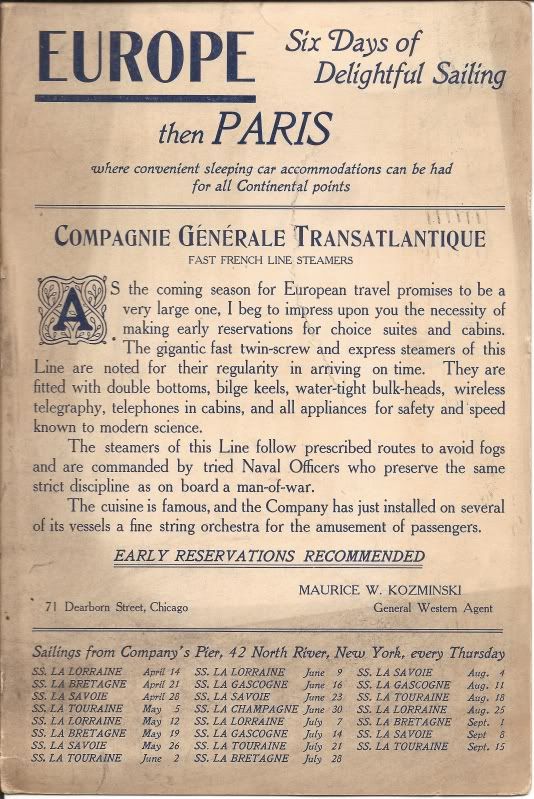 EUROPE Six Days of
Delightful Sailing
then PARIS
where convenient sleeping car accommodations can be had
for all Continental points
COMPAGNIE GÉNÉRALE TRANSATLANTIQUE
FAST FRENCH LINE STEAMERS
AS the coming season for European travel promises to be a
very large one, I beg to impress upon you the necessity of
making early reservations for choice suites and cabins.
The gigantic fast twin-screw and express steamers of this
Line are noted for their regularity in arriving on time. They are
fitted with double bottoms, bilge keels, water-tight bulk-heads, wireless
telegraphy, telephones in cabins, and all appliances for safety and speed
known to modern science.
The steamers of this Line follow prescribed routes to avoid fogs
and are commanded by tried Naval Officers who preserve the same
strict discipline as on board a man-of-war.
The cuisine is famous, and the Company has just installed on several
of its vessels a fine string orchestra for the amusement of passengers.
EARLY RESERVATIONS RECOMMENDED
MAURICE W. KOZMINSKI
71 Dearborn Street, Chicago General Western Agent
Sailings from Company's Pier, 42 North River, New York, every Thursday
SS. LA LORRAINE April 14 SS. LA LORRAINE June 9 SS. LA SAVOIE Aug. 4
SS. LA BRETAGNE April 21 SS. LA GASCOGNE June 16 SS. LA GASCOGNE Aug. 11
SS. LA SAVOIE April 28 SS. LA SAVOIE June 23 SS. LA TOURAINE Aug. 18
SS. LA TOURAINE May 5 SS. LA CHAMPAGNE June 30 SS. LA LORRAINE Aug. 25
SS. LA LORRAINE May 12 SS. LA LORRAINE July 7 SS. LA BRETAGNE Sept. 1
SS. LA BRETAGNE May 19 SS. LA GASCOGNE July 14 SS. LA SAVOIE Sept 8
SS. LA SAVOIE May 26 SS. LA TOURAINE July 21 SS. LA TOURAINE Sept. 15
SS. LA TOURAINE June 2 SS. LA BRETAGNE July 28